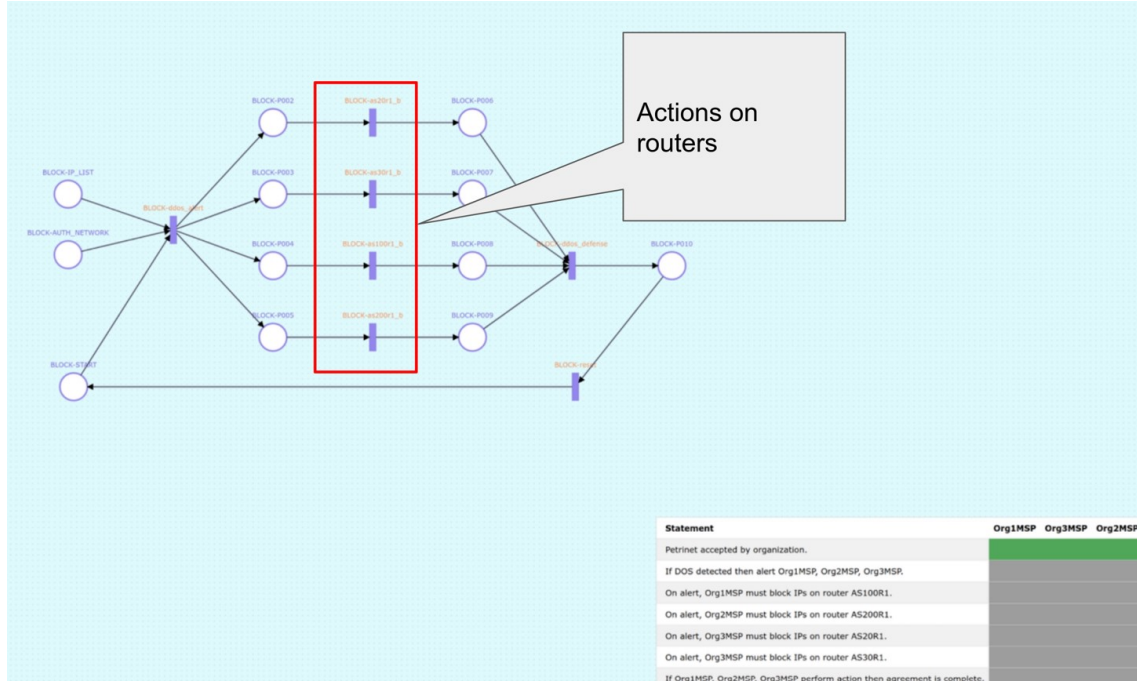 Actions on
routers
BLOCK-P002
BLOCK-as20r1_b
BLOCK-P006
BLOCK-IP_LIST
BLOCK-P003
BLOCK-as30r1_b
BLOCK-P007
BLOCK-ddos_alert
BLOCK-AUTH_NETWORK
BLOCK-P004
BLOCK-as100r1_b
BLOCK-P008
BLOCK-ddos_defense
BLOCK-P010
BLOCK-P005
BLOCK-as200r1_b
BLOCK-P009
BLOCK-START
BLOCK-reset
Statement Org1MSP Org3MSP Org2MSP
Petrinet accepted by organization.
If DOS detected then alert Org1MSP, Org2MSP, Org3MSP.
On alert, Org1MSP must block IPs on router AS100R1.
On alert, Org2MSP must block IPs on router AS200R1.
On alert, Org3MSP must block IPs on router AS20R1.
On alert, Org3MSP must block IPs on router AS30R1.
If Org1MSP, Org2MSP, Org3MSP perform action then agreement is complete.